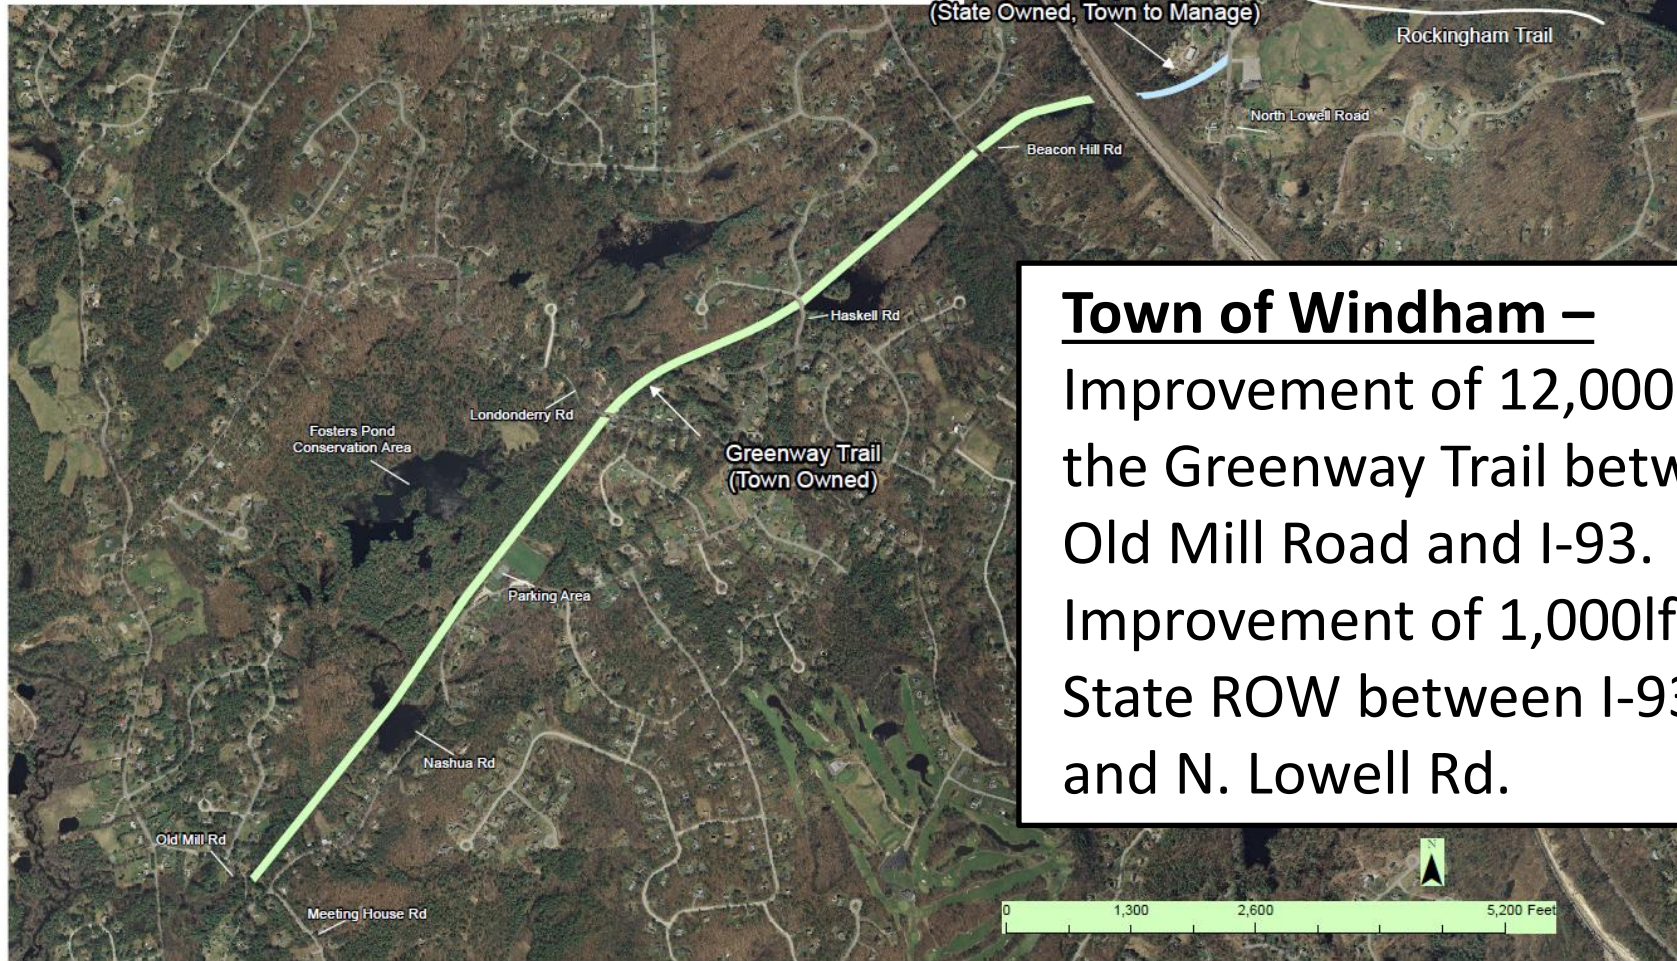 (State Owned, Town to Manage)
Rockingham Trail
North Lowell Road
Beacon Hill Rd
Haskell Rd
Londonderry Rd
Fosters Pond
Conservation Area
Greenway Trail
(Town Owned)
Parking Area
Nashua Rd
Old Mill Rd
Meeting House Rd
Town of Windham –
Improvement of 12,000
the Greenway Trail betw
Old Mill Road and I-93.
Improvement of 1,000lf
State ROW between I-93
and N. Lowell Rd.
N
0 1,300 2,600 5,200 Feet